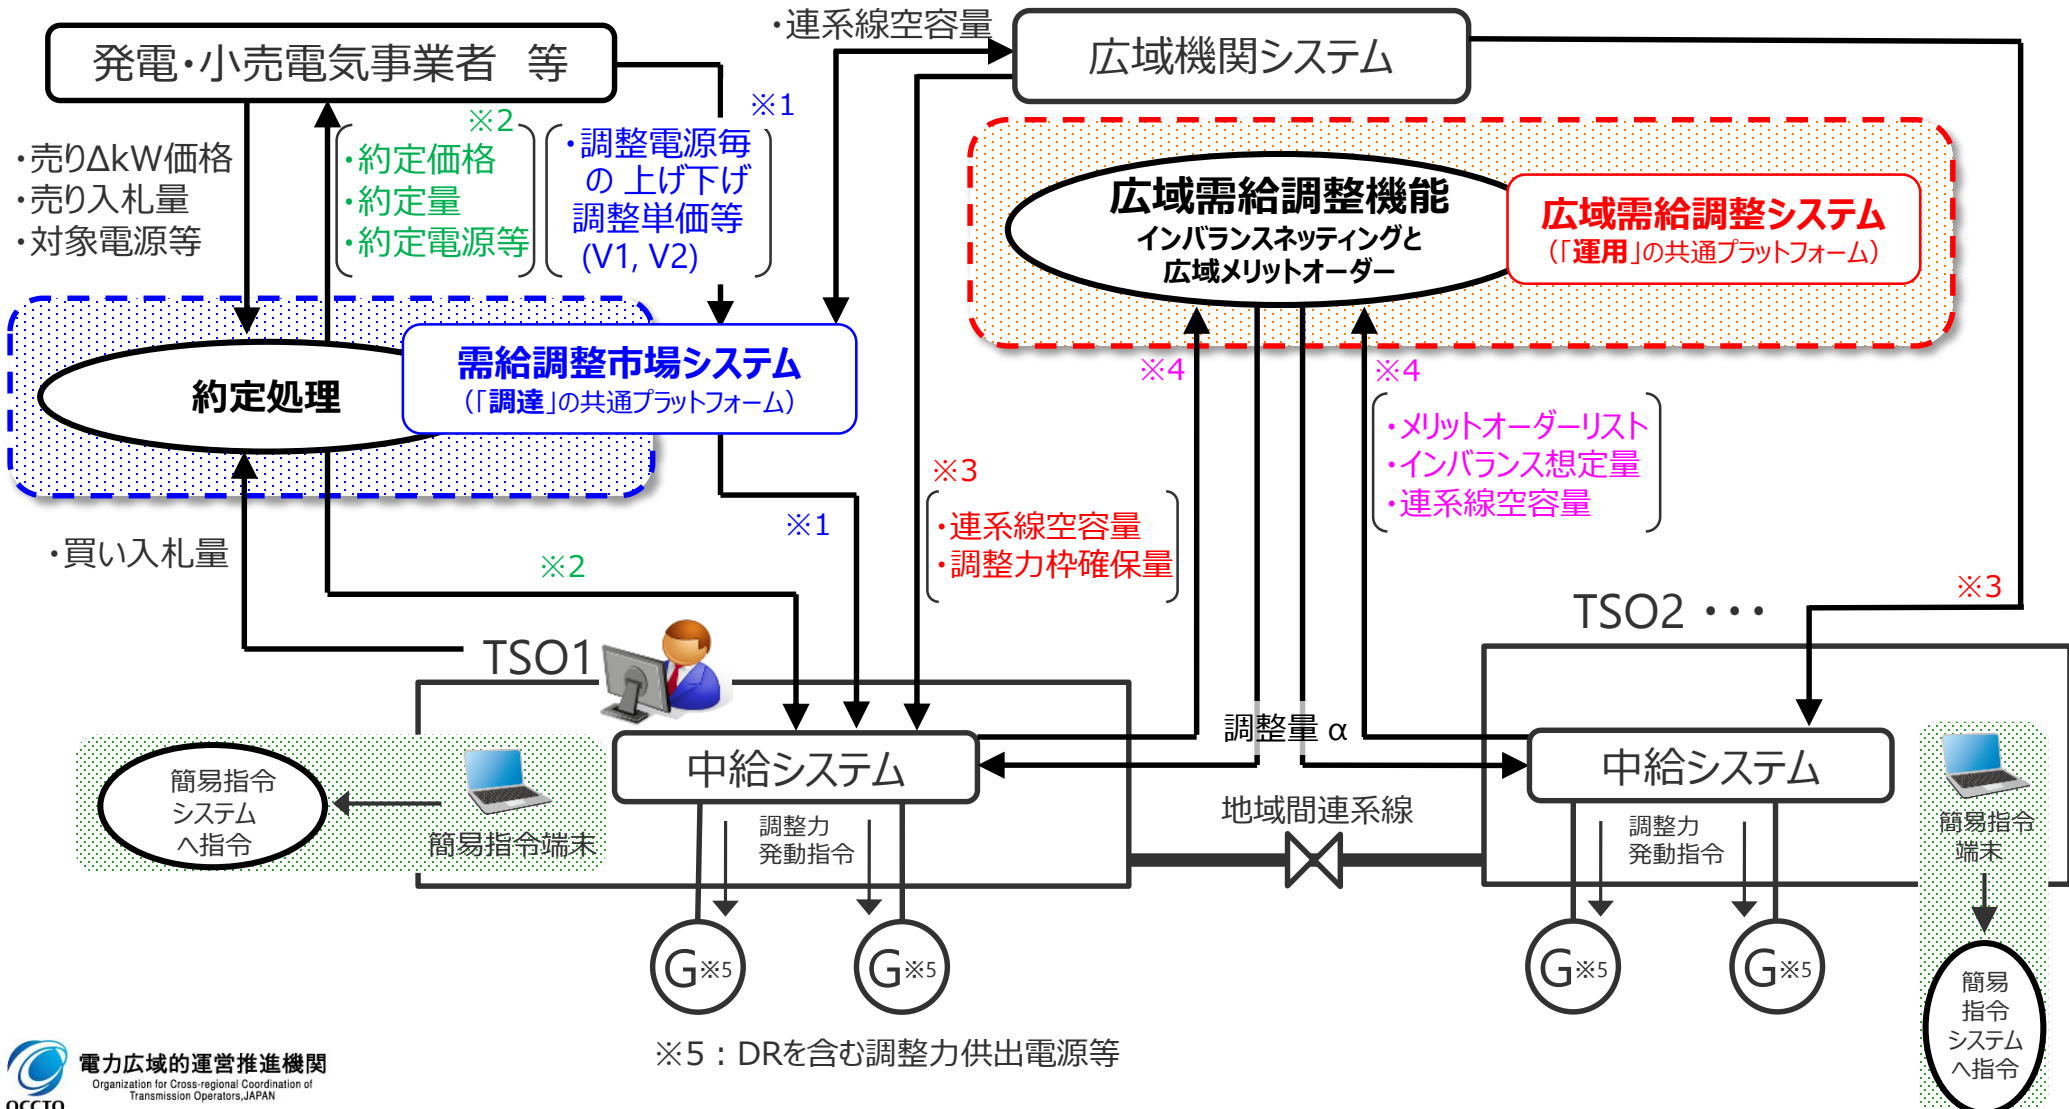 ・連系線空容量
発電・小売電気事業者　等
広域機関システム
※1
※2
・売りΔkW価格
・売り入札量
・対象電源等
・約定価格
・約定量
・約定電源等
・調整電源毎
の 上げ下げ
調整単価等
(V1, V2)
広域需給調整機能
インバランスネッティングと
広域メリットオーダー
広域需給調整システム
（「運用」の共通プラットフォーム）
約定処理
需給調整市場システム
（「調達」の共通プラットフォーム）
※4
※4
・メリットオーダーリスト
・インバランス想定量
・連系線空容量
※3
・連系線空容量
・調整力枠確保量
※1
※2
・買い入札量
※3
TSO1
TSO2 ・・・
調整量 α
中給システム
中給システム
簡易指令
システム
へ指令
簡易指令端末
調整力
発動指令
地域間連系線
調整力
発動指令
簡易指令
端末
G※5
G※5
G※5
G※5
簡易
指令
システム
へ指令
※5：DRを含む調整力供出電源等
電力広域的運営推進機関
Organization for Cross-regional Coordination of
Transmission Operators,JAPAN
OCCTO